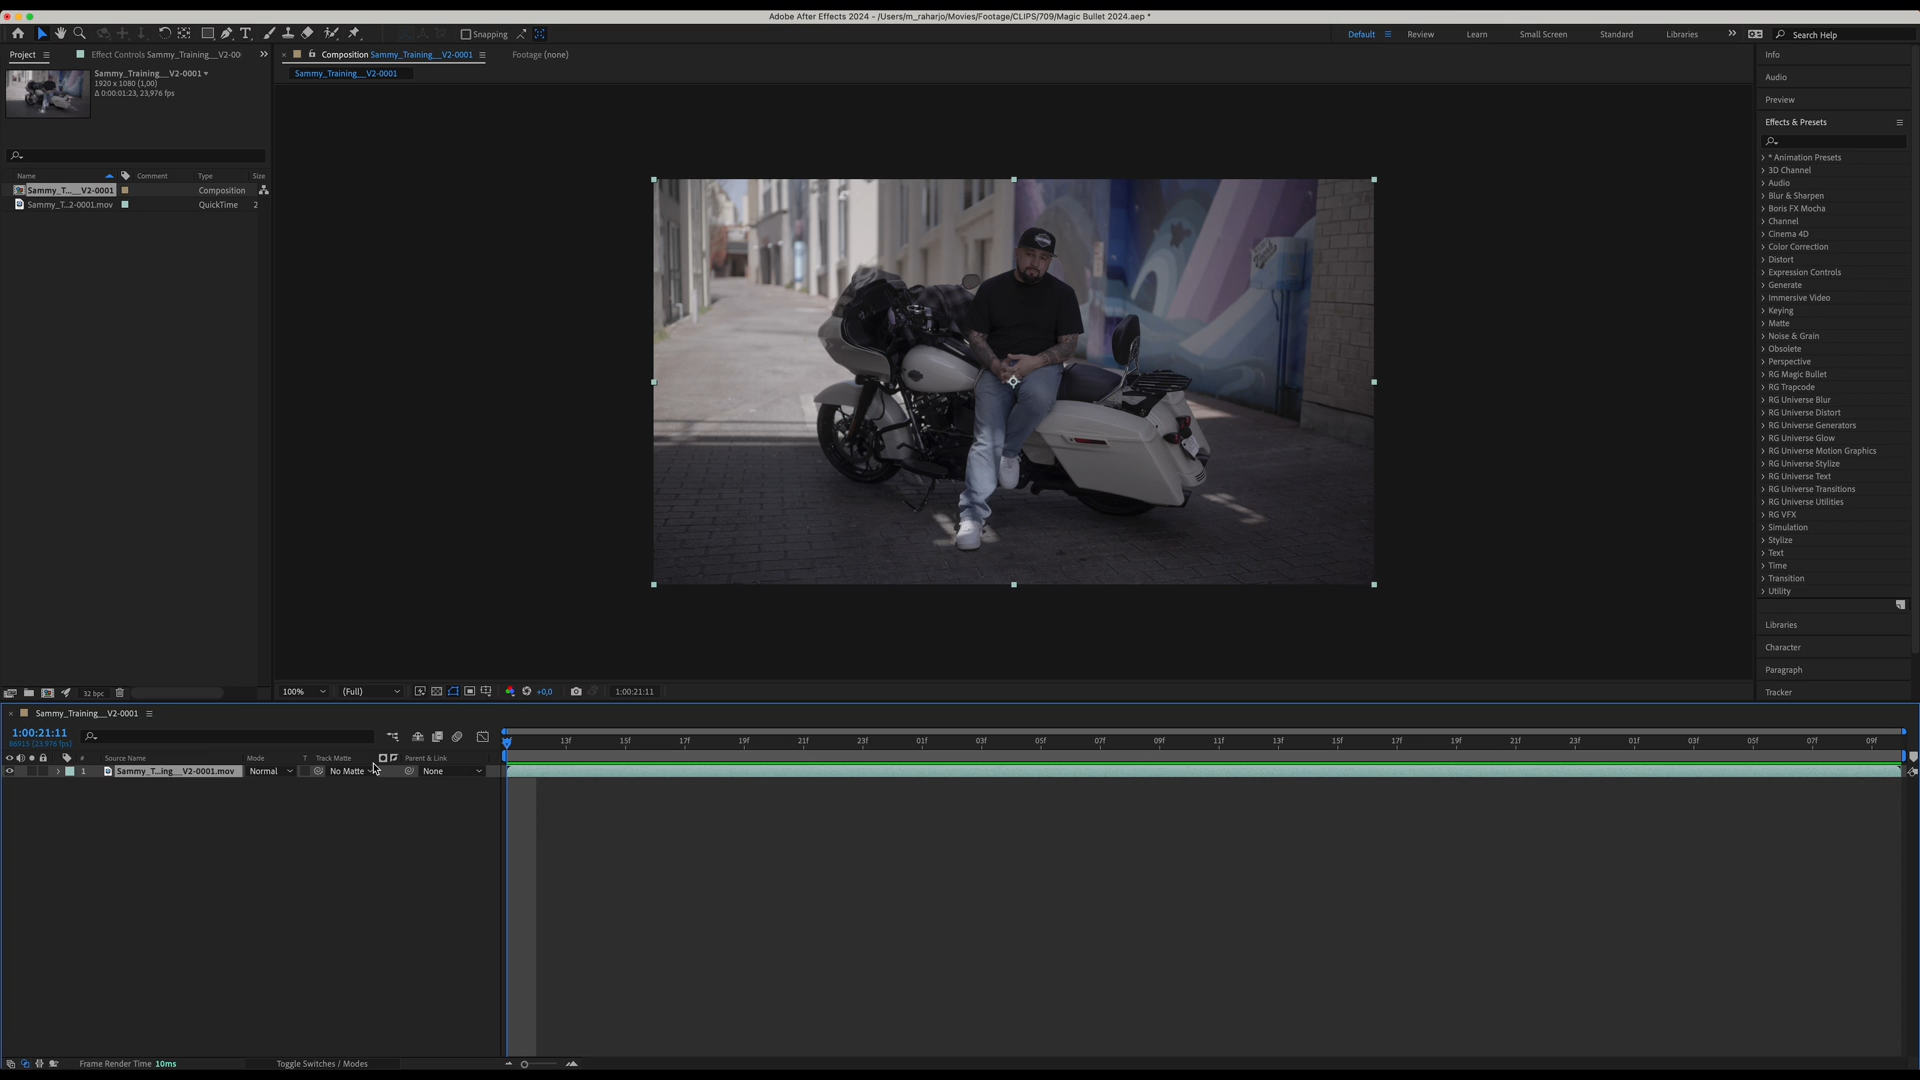 Adobe After Effects 2024 - /Users/m_raharjo/Movies/Footage/CLIPS/709/Magic Bullet 2024.aep *
Snapping
Default
Review
Learn
Small Screen
Standard
Libraries
Search Help
Project
Effect Controls Sammy_Training__V2-00
Composition Sammy_Training__V2-0001
Footage (none)
Sammy_Training__V2-0001
Sammy_Training__V2-0001
1920 x 1080 (1,00)
Δ 0:00:01:23, 23,976 fps
Name
Comment
Type
Size
Sammy_T...__V2-0001
Composition
Sammy_T...2-0001.mov
QuickTime
2
32 bpc
100%
(Full)
+0,0
1:00:21:11
Info
Audio
Preview
Effects & Presets
* Animation Presets
3D Channel
Audio
Blur & Sharpen
Boris FX Mocha
Channel
Cinema 4D
Color Correction
Distort
Expression Controls
Generate
Immersive Video
Keying
Matte
Noise & Grain
Obsolete
Perspective
RG Magic Bullet
RG Trapcode
RG Universe Blur
RG Universe Distort
RG Universe Generators
RG Universe Glow
RG Universe Motion Graphics
RG Universe Stylize
RG Universe Text
RG Universe Transitions
RG Universe Utilities
RG VFX
Simulation
Stylize
Text
Time
Transition
Utility
Libraries
Character
Paragraph
Tracker
Sammy_Training__V2-0001
1:00:21:11
86915 (23.976 fps)
13f 15f 17f 19f 21f 23f 01f 03f 05f 07f 09f 11f 13f 15f 17f 19f 21f 23f 01f 03f 05f 07f 09f
# Source Name Mode T Track Matte Parent & Link
1 Sammy_T...ing__V2-0001.mov Normal No Matte None
Frame Render Time 10ms
Toggle Switches / Modes